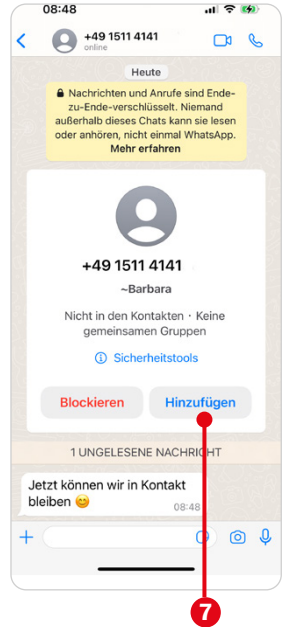 08:48
+49 1511 4141
online
Heute
Nachrichten und Anrufe sind Ende-
zu-Ende-verschlüsselt. Niemand
außerhalb dieses Chats kann sie lesen
oder anhören, nicht einmal WhatsApp.
Mehr erfahren
+49 1511 4141
~Barbara
Nicht in den Kontakten · Keine
gemeinsamen Gruppen
Sicherheitstools
Blockieren Hinzufügen
1 UNGELESENE NACHRICHT
Jetzt können wir in Kontakt
bleiben 😊
08:48
7